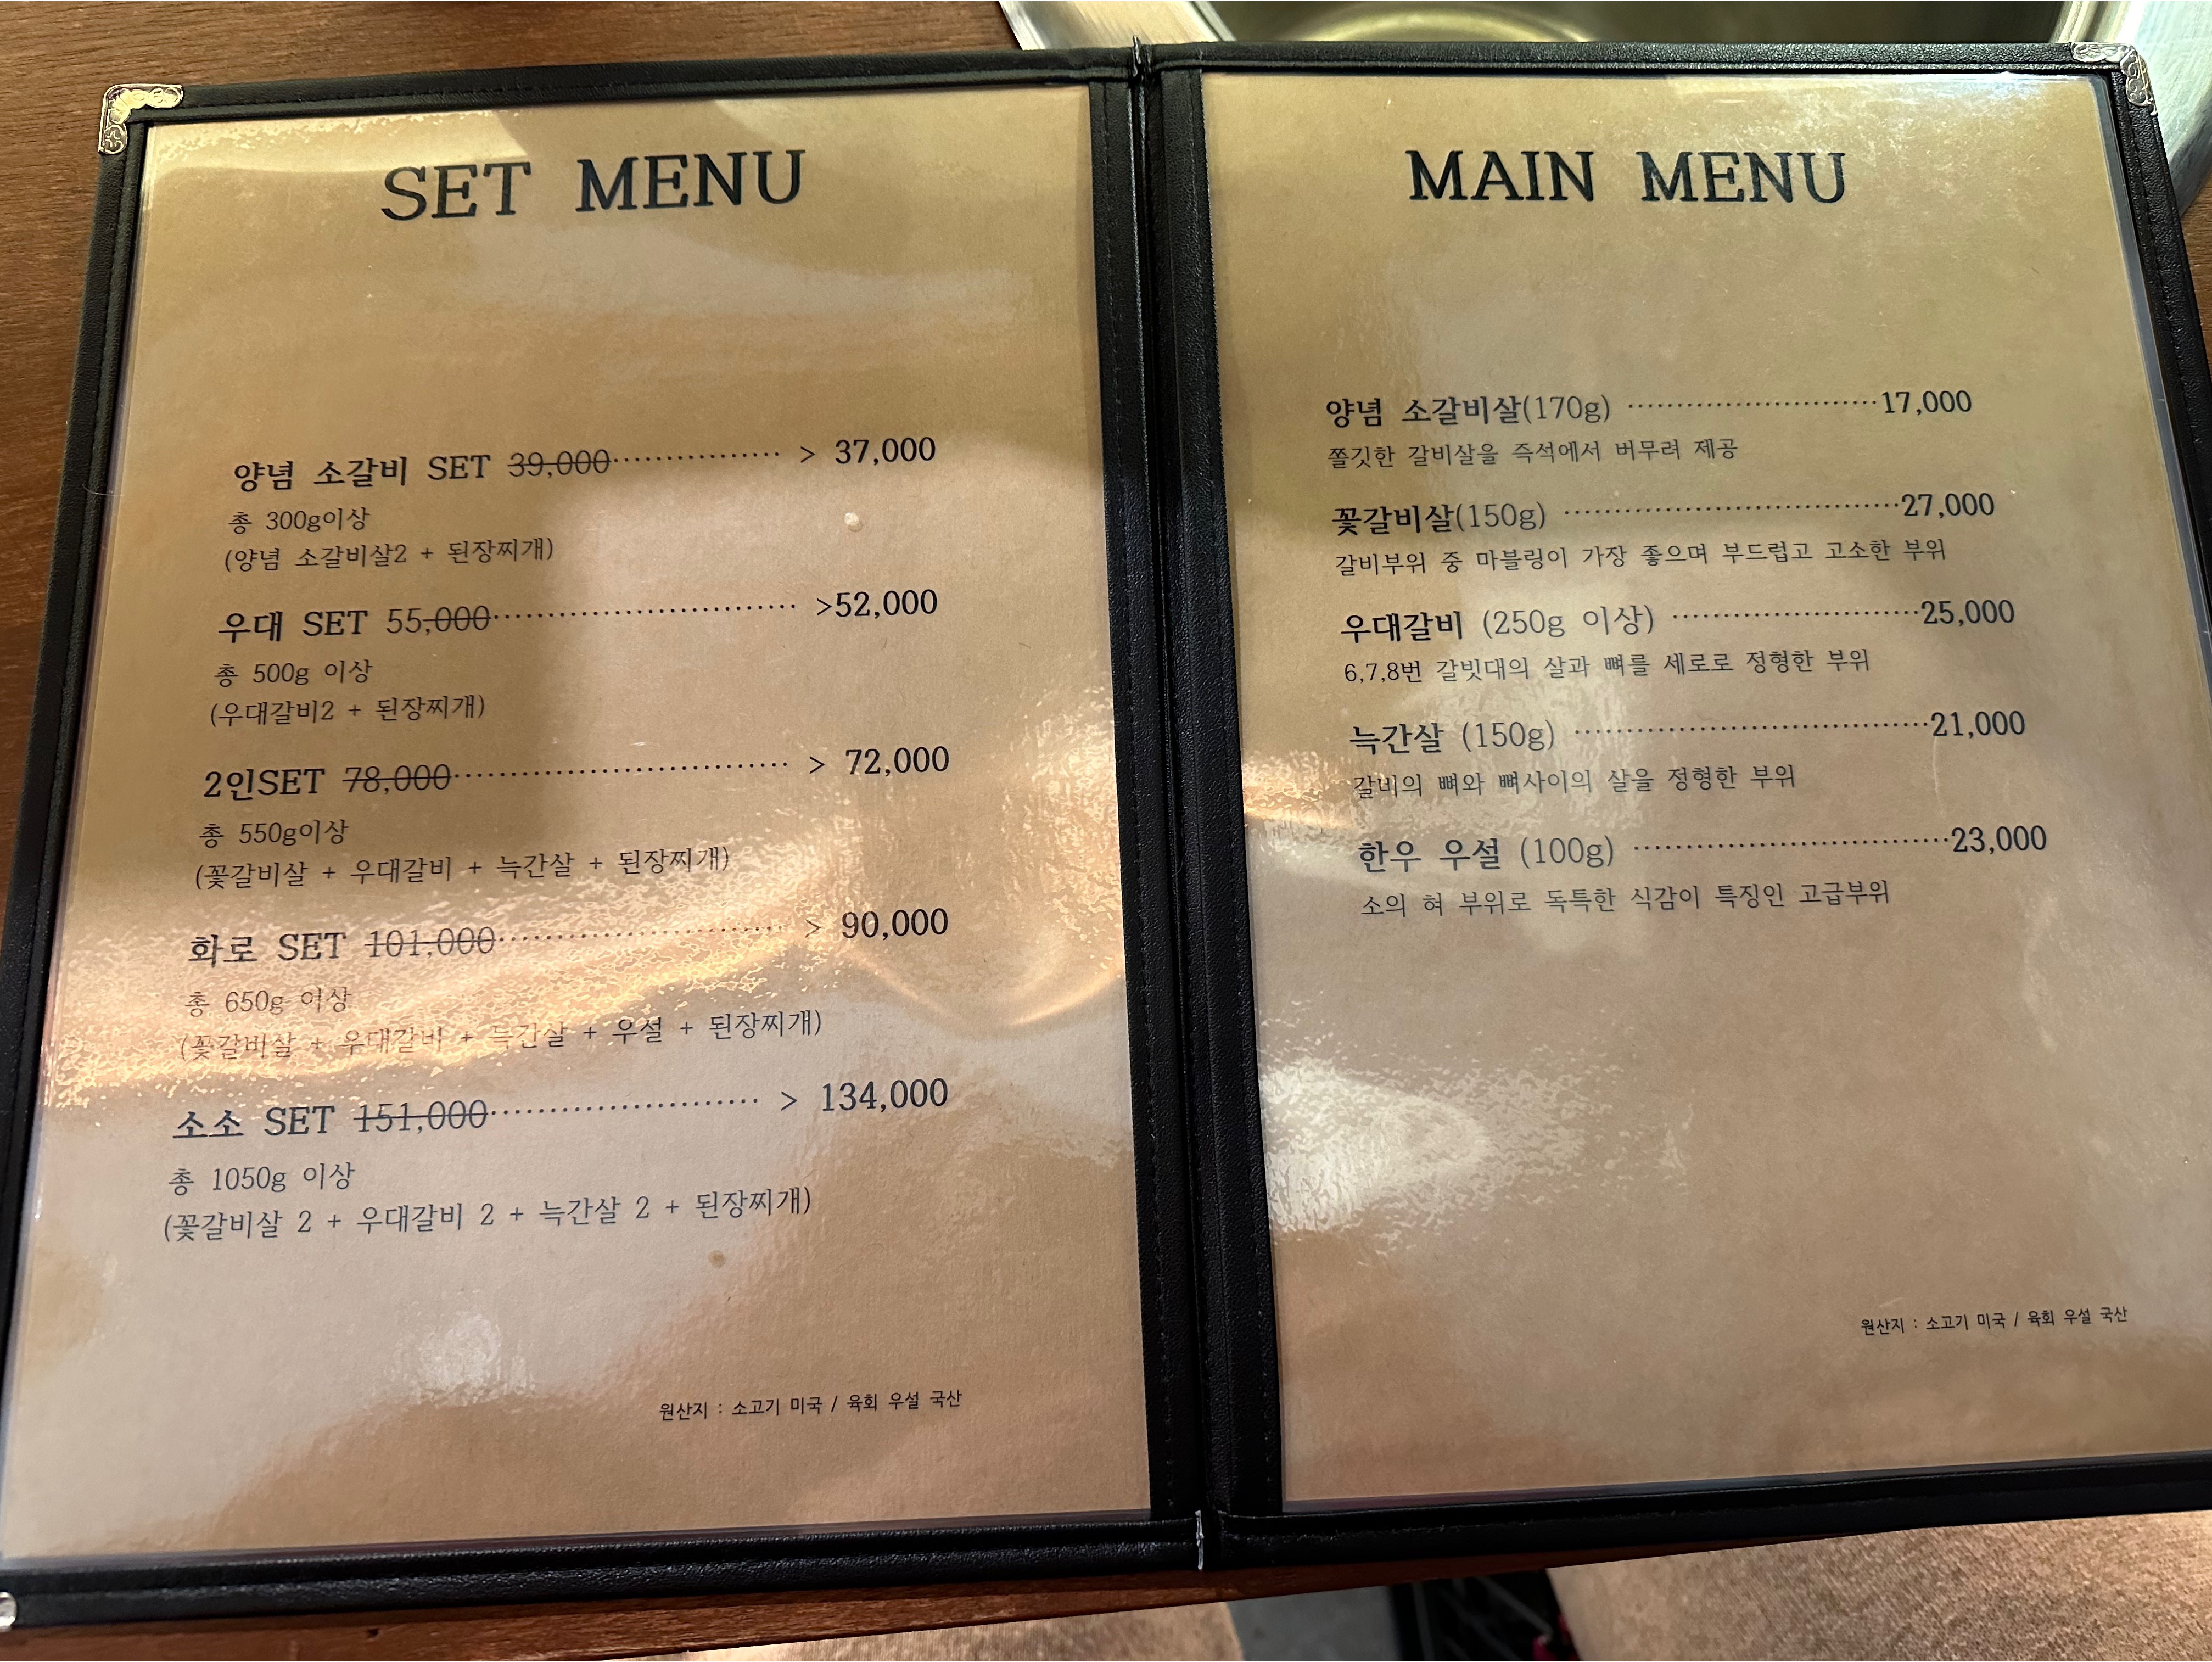 SET MENU
양념 소갈비 SET 39,000 ················ > 37,000
총 300g이상
(양념 소갈비살2 + 된장찌개)
우대 SET 55,000 ···························· >52,000
총 500g 이상
(우대갈비2 + 된장찌개)
2인SET 78,000 ································ > 72,000
총 550g이상
(꽃갈비살 + 우대갈비 + 늑간살 + 된장찌개)
화로 SET 101,000 ··························· > 90,000
총 650g 이상
(꽃갈비살 + 우대갈비 + 늑간살 + 우설 + 된장찌개)
소소 SET 151,000 ························· > 134,000
총 1050g 이상
(꽃갈비살 2 + 우대갈비 2 + 늑간살 2 + 된장찌개)
원산지 : 소고기 미국 / 육회 우설 국산
MAIN MENU
양념 소갈비살(170g) ························17,000
쫄깃한 갈비살을 즉석에서 버무려 제공
꽃갈비살(150g) ································27,000
갈비부위 중 마블링이 가장 좋으며 부드럽고 고소한 부위
우대갈비 (250g 이상) ························25,000
6,7,8번 갈빗대의 살과 뼈를 세로로 정형한 부위
늑간살 (150g) ··································21,000
갈비의 뼈와 뼈사이의 살을 정형한 부위
한우 우설 (100g) ······························23,000
소의 혀 부위로 독특한 식감이 특징인 고급부위
원산지 : 소고기 미국 / 육회 우설 국산